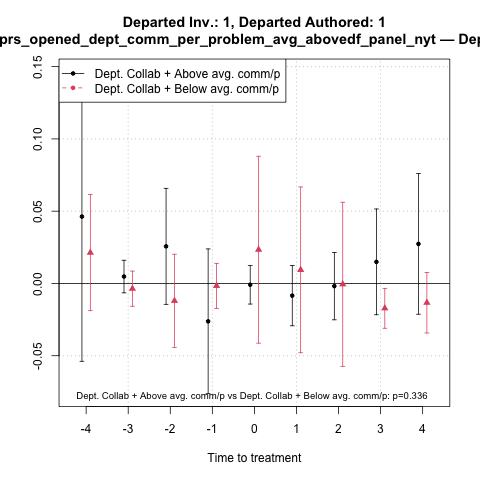 Departed Inv.: 1, Departed Authored: 1
prs_opened_dept_comm_per_problem_avg_abovedf_panel_nyt — Dep
Dept. Collab + Above avg. comm/p
Dept. Collab + Below avg. comm/p
0.15
0.10
0.05
0.00
-0.05
Dept. Collab + Above avg. comm/p vs Dept. Collab + Below avg. comm/p: p=0.336
-4 -3 -2 -1 0 1 2 3 4
Time to treatment